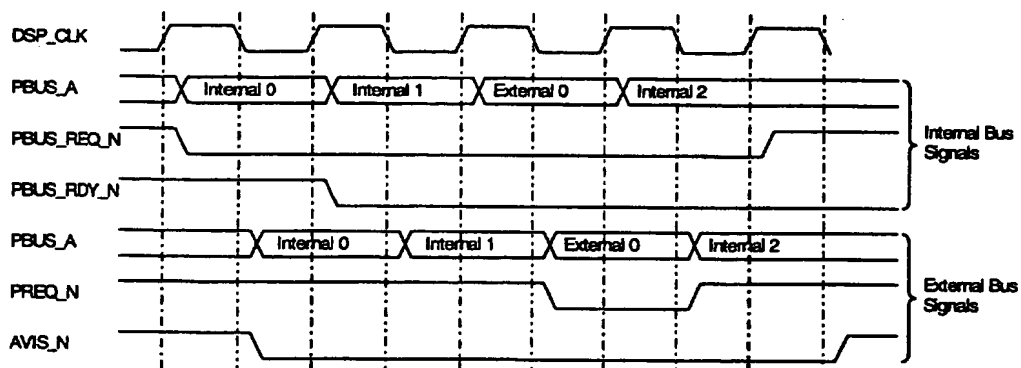 DSP_CLK
PBUS_A
Internal 0
Internal 1
External 0
Internal 2
PBUS_REQ_N
Internal Bus
Signals
PBUS_RDY_N
PBUS_A
Internal 0
Internal 1
External 0
Internal 2
PREQ_N
External Bus
Signals
AVIS_N